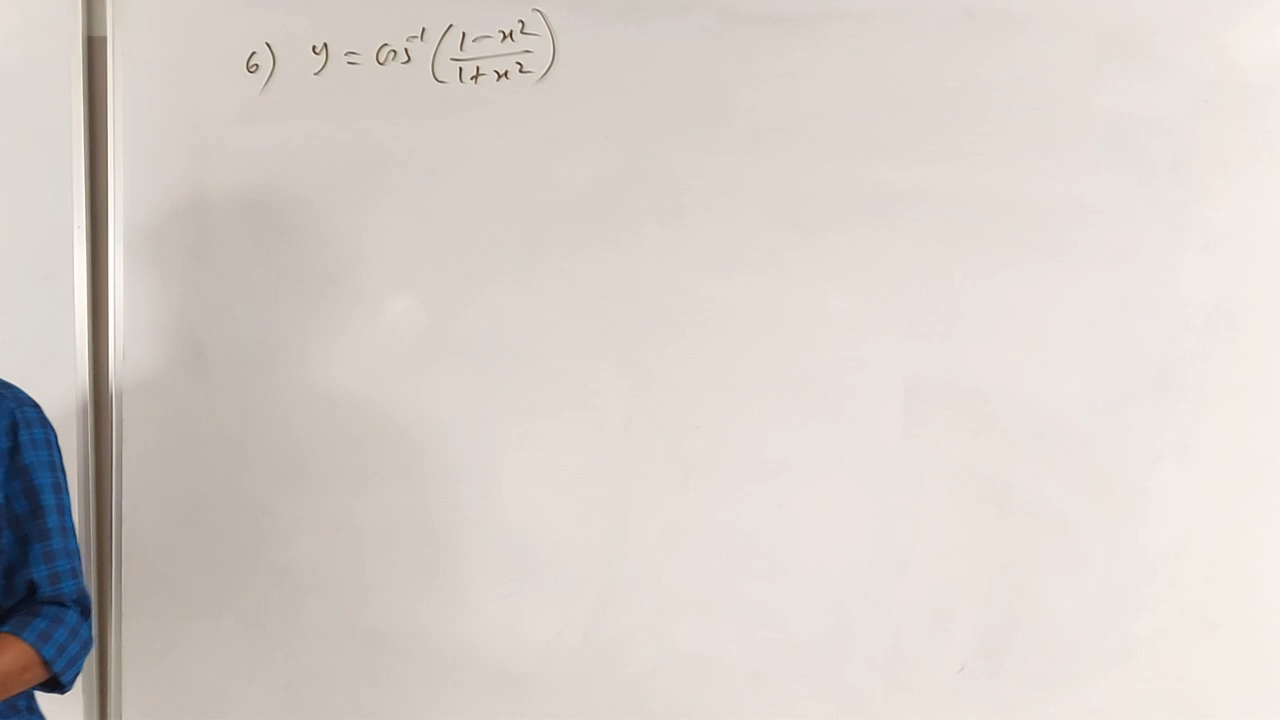 6) y = cos⁻¹ ( (1-x²) / (1+x²) )